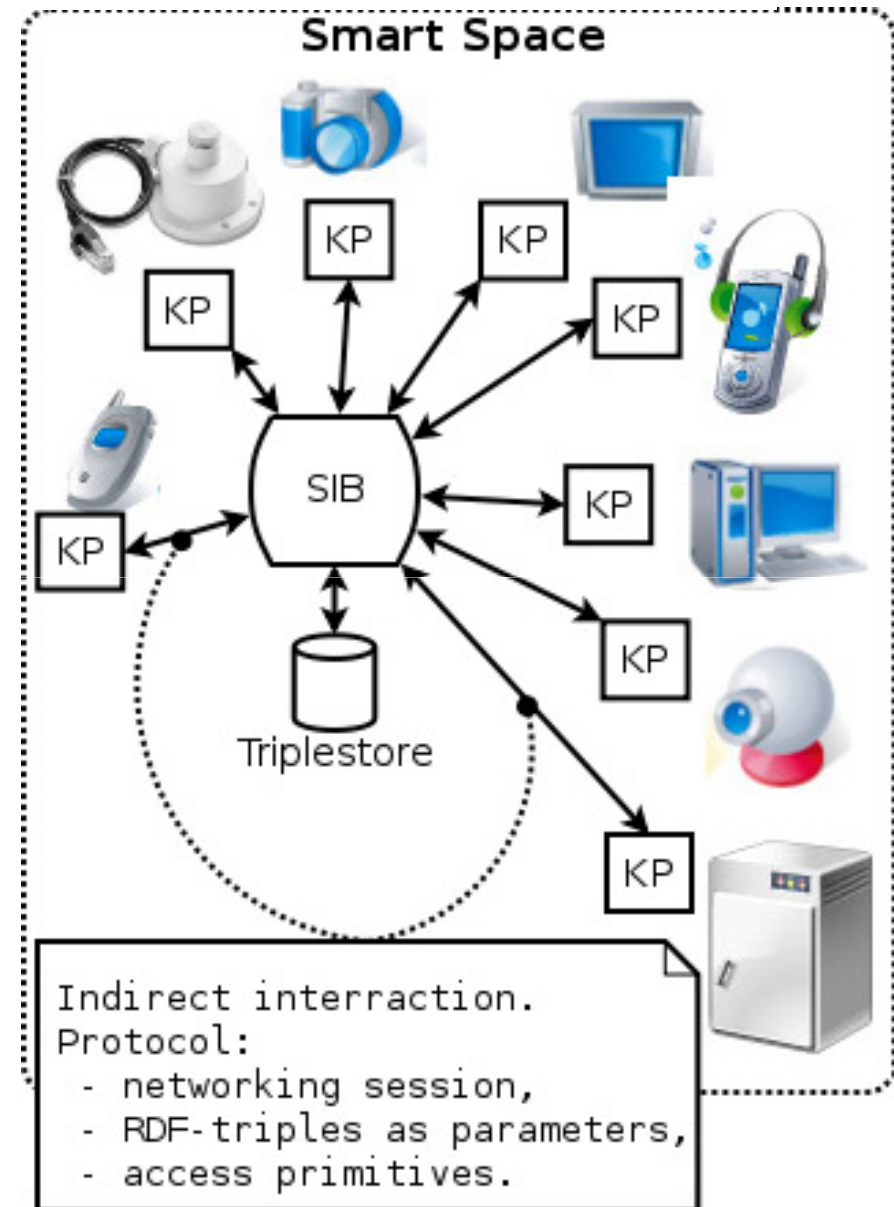 Smart Space
KP
KP
KP
KP
KP
SIB
KP
KP
KP
Triplestore
KP
Indirect interraction.
Protocol:
- networking session,
- RDF-triples as parameters,
- access primitives.